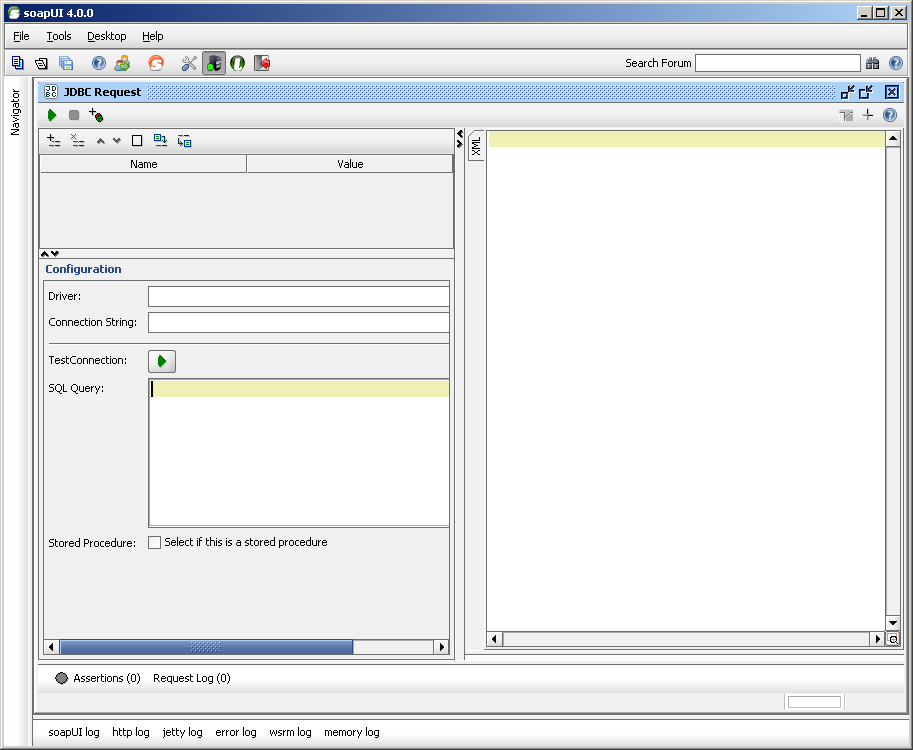 soapUI 4.0.0
File Tools Desktop Help
Search Forum
Navigator
JDBC Request
Name Value
XML
Configuration
Driver:
Connection String:
TestConnection:
SQL Query:
Stored Procedure: Select if this is a stored procedure
Assertions (0) Request Log (0)
soapUI log http log jetty log error log wsrm log memory log